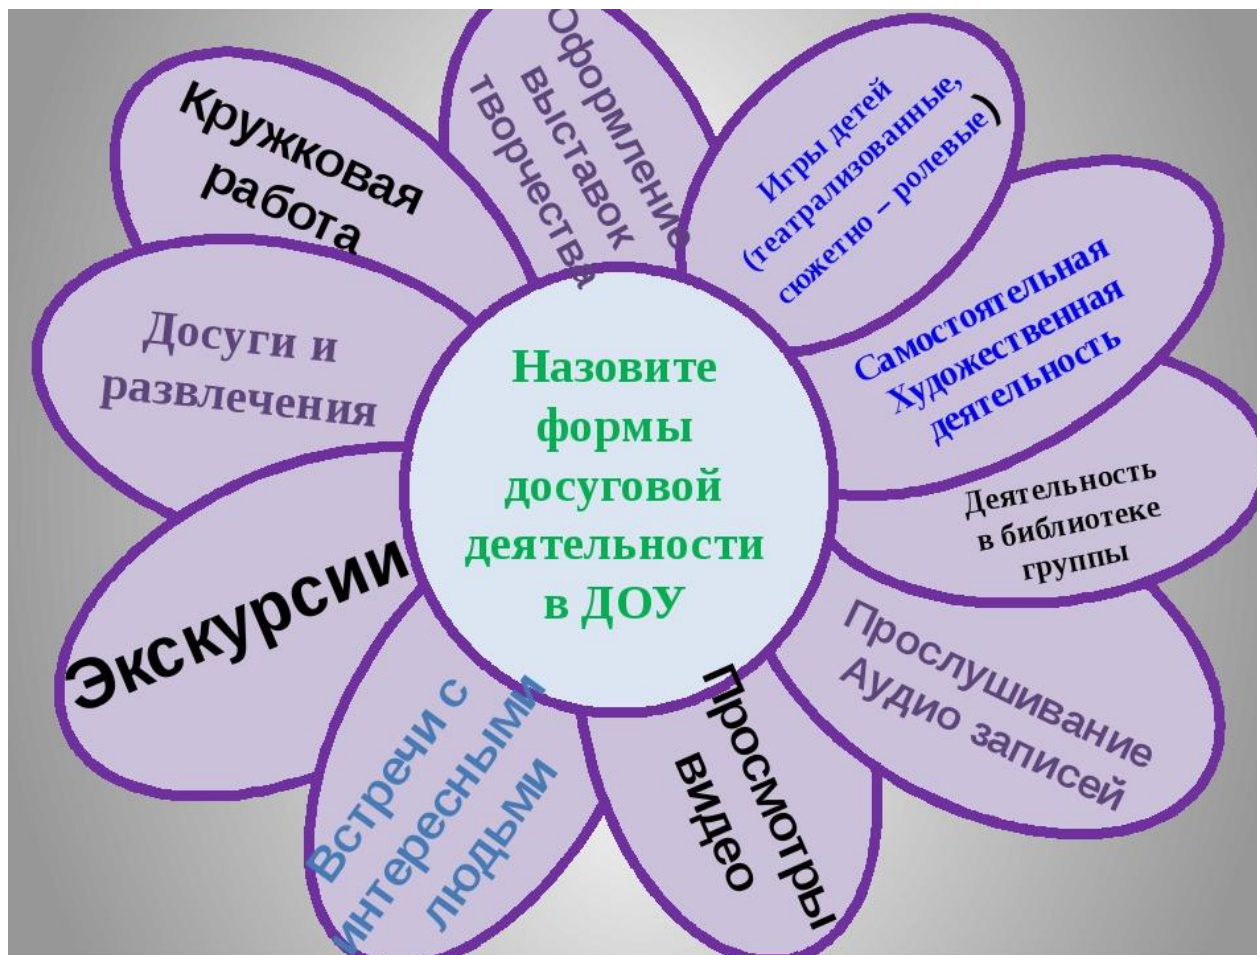 Назовите
формы
досуговой
деятельности
в ДОУ
Оформление
выставок
творчества
Игры детей
(театрализованные,
сюжетно – ролевые)
Самостоятельная
Художественная
деятельность
Деятельность
в библиотеке
группы
Прослушивание
Аудио записей
Просмотры
видео
Встречи с
интересными
людьми
Экскурсии
Досуги и
развлечения
Кружковая
работа